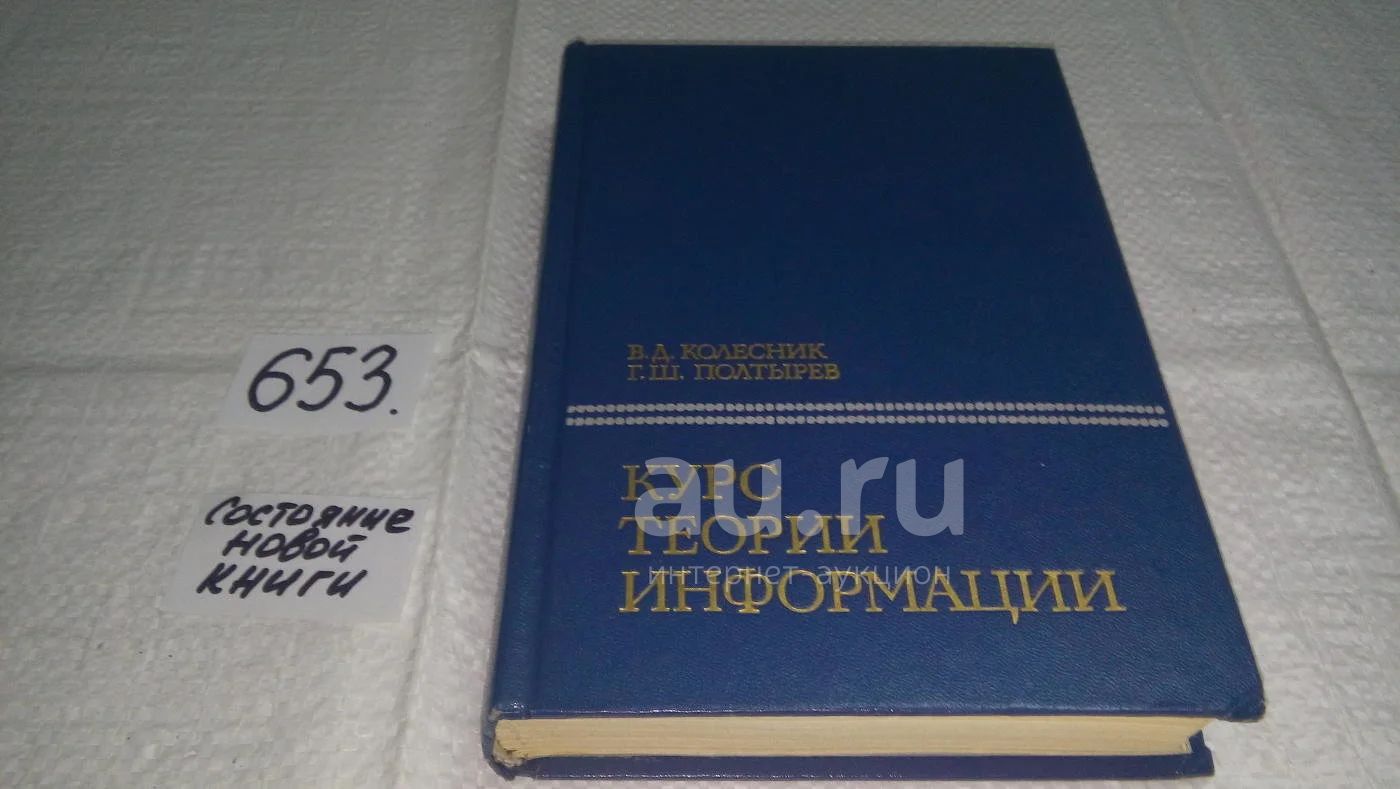 653.
Состояние
новой
книги
В.Д. КОЛЕСНИК
Г.Ш. ПОЛТЫРЕВ
КУРС
ТЕОРИИ
ИНФОРМАЦИИ
au.ru
интернет аукцион